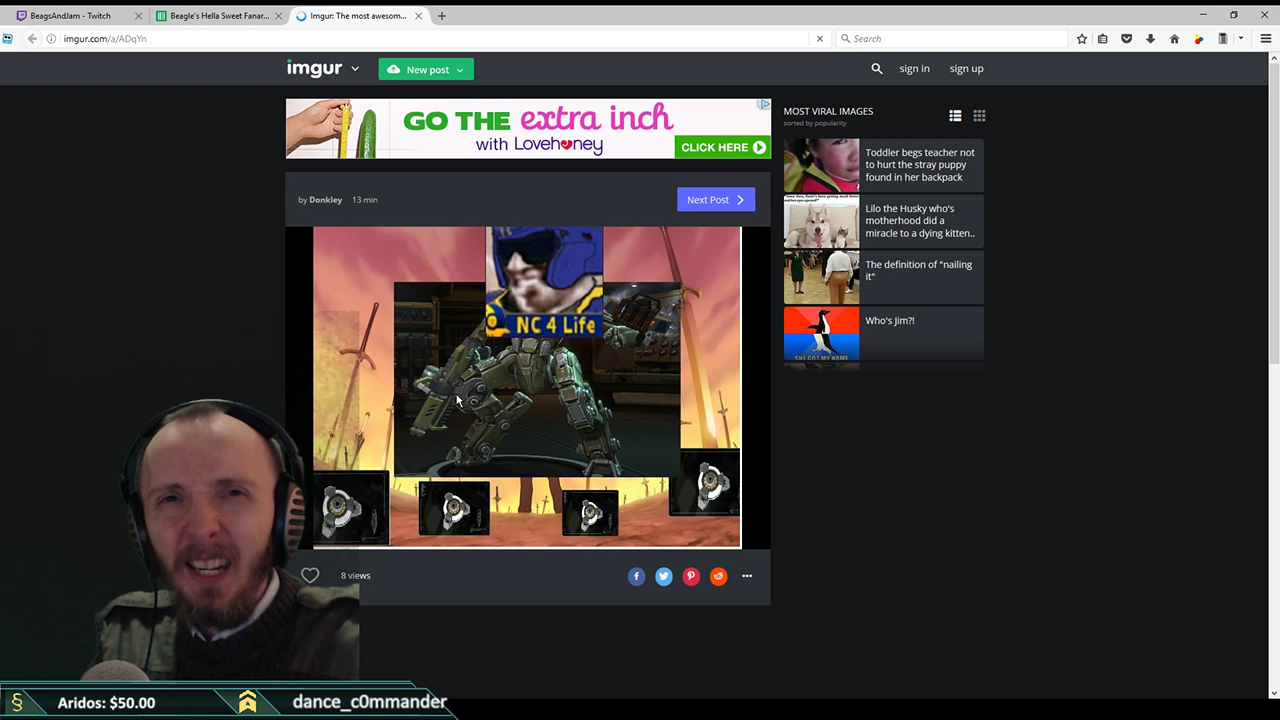 BeagsAndJam - Twitch
Beagle's Hella Sweet Fanar...
Imgur: The most awesom...
imgur.com/a/ADqYn
Search
imgur
New post
sign in
sign up
GO THE extra inch
with Lovehoney
CLICK HERE
by Donkley 13 min
Next Post
NC 4 Life
8 views
MOST VIRAL IMAGES
sorted by popularity
Toddler begs teacher not
to hurt the stray puppy
found in her backpack
Lilo the Husky who's
motherhood did a
miracle to a dying kitten..
The definition of "nailing
it"
Who's Jim?!
SHE GOT MY NAME
Aridos: $50.00
dance_c0mmander